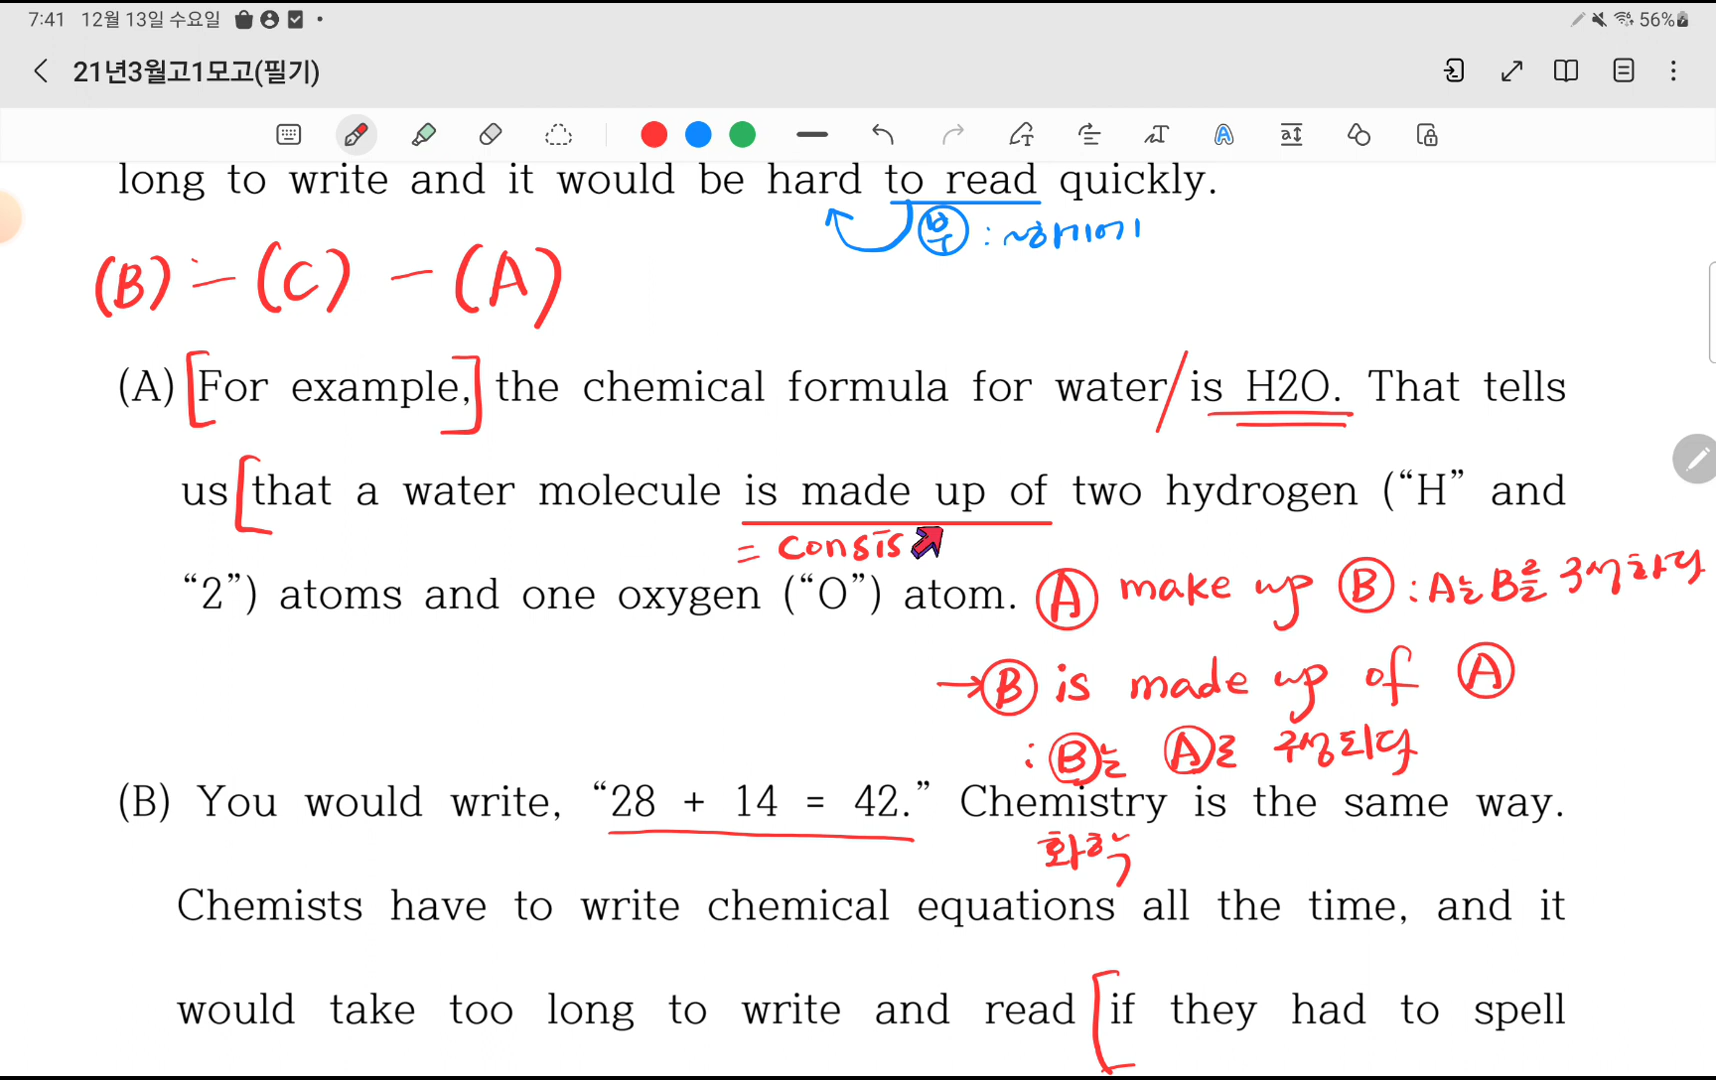 7:41 12월 13일 수요일
56%
21년3월고1모고(필기)
long to write and it would be hard to read quickly.
부 : ~하기에
(B) - (C) - (A)
(A) [For example,] the chemical formula for water / is H2O. That tells
us [that a water molecule is made up of two hydrogen (“H” and
= consis
“2”) atoms and one oxygen (“O”) atom. Ⓐ make up Ⓑ : A는 B를 구성하다
→ Ⓑ is made up of Ⓐ
: Ⓑ는 Ⓐ로 구성되다
(B) You would write, “28 + 14 = 42.” Chemistry is the same way.
화학
Chemists have to write chemical equations all the time, and it
would take too long to write and read [if they had to spell